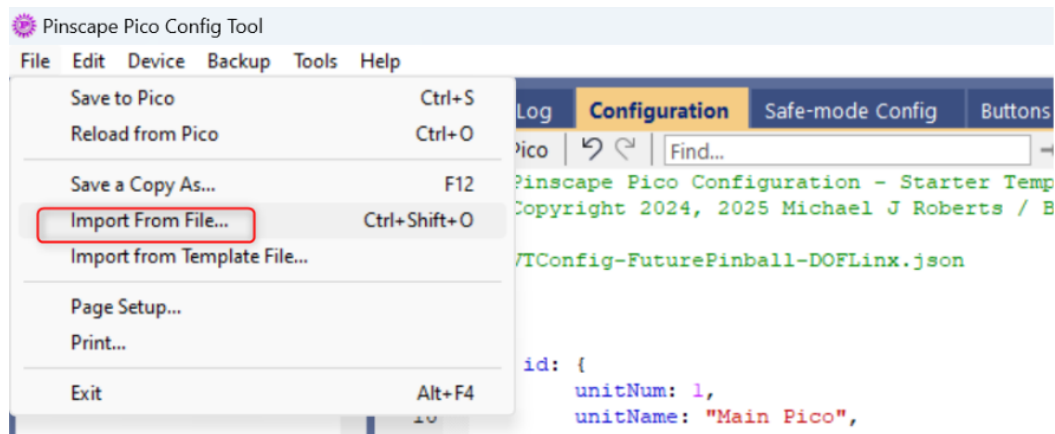 Pinscape Pico Config Tool
File Edit Device Backup Tools Help
Save to Pico Ctrl+S
Reload from Pico Ctrl+O
Save a Copy As... F12
Import From File... Ctrl+Shift+O
Import from Template File...
Page Setup...
Print...
Exit Alt+F4
Log Configuration Safe-mode Config Buttons
Pico Find...
Pinscape Pico Configuration - Starter Temp
Copyright 2024, 2025 Michael J Roberts / B
VTConfig-FuturePinball-DOFLinx.json
id: {
unitNum: 1,
unitName: "Main Pico",